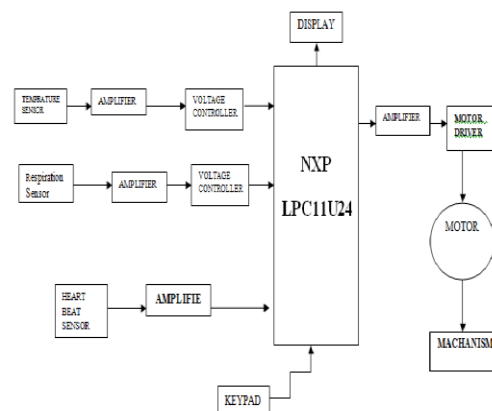 DISPLAY
TEMPRATURE
SENSOR
AMPLIFIER
VOLTAGE
CONTROLLER
AMPLIFIER
MOTOR
DRIVER
Respiration
Sensor
AMPLIFIER
VOLTAGE
CONTROLLER
NXP
LPC11U24
MOTOR
HEART
BEAT
SENSOR
AMPLIFIE
MACHANISM
KEYPAD